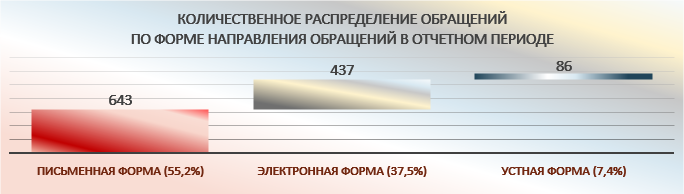 КОЛИЧЕСТВЕННОЕ РАСПРЕДЕЛЕНИЕ ОБРАЩЕНИЙ
ПО ФОРМЕ НАПРАВЛЕНИЯ ОБРАЩЕНИЙ В ОТЧЕТНОМ ПЕРИОДЕ
643 437 86
ПИСЬМЕННАЯ ФОРМА (55,2%) ЭЛЕКТРОННАЯ ФОРМА (37,5%) УСТНАЯ ФОРМА (7,4%)